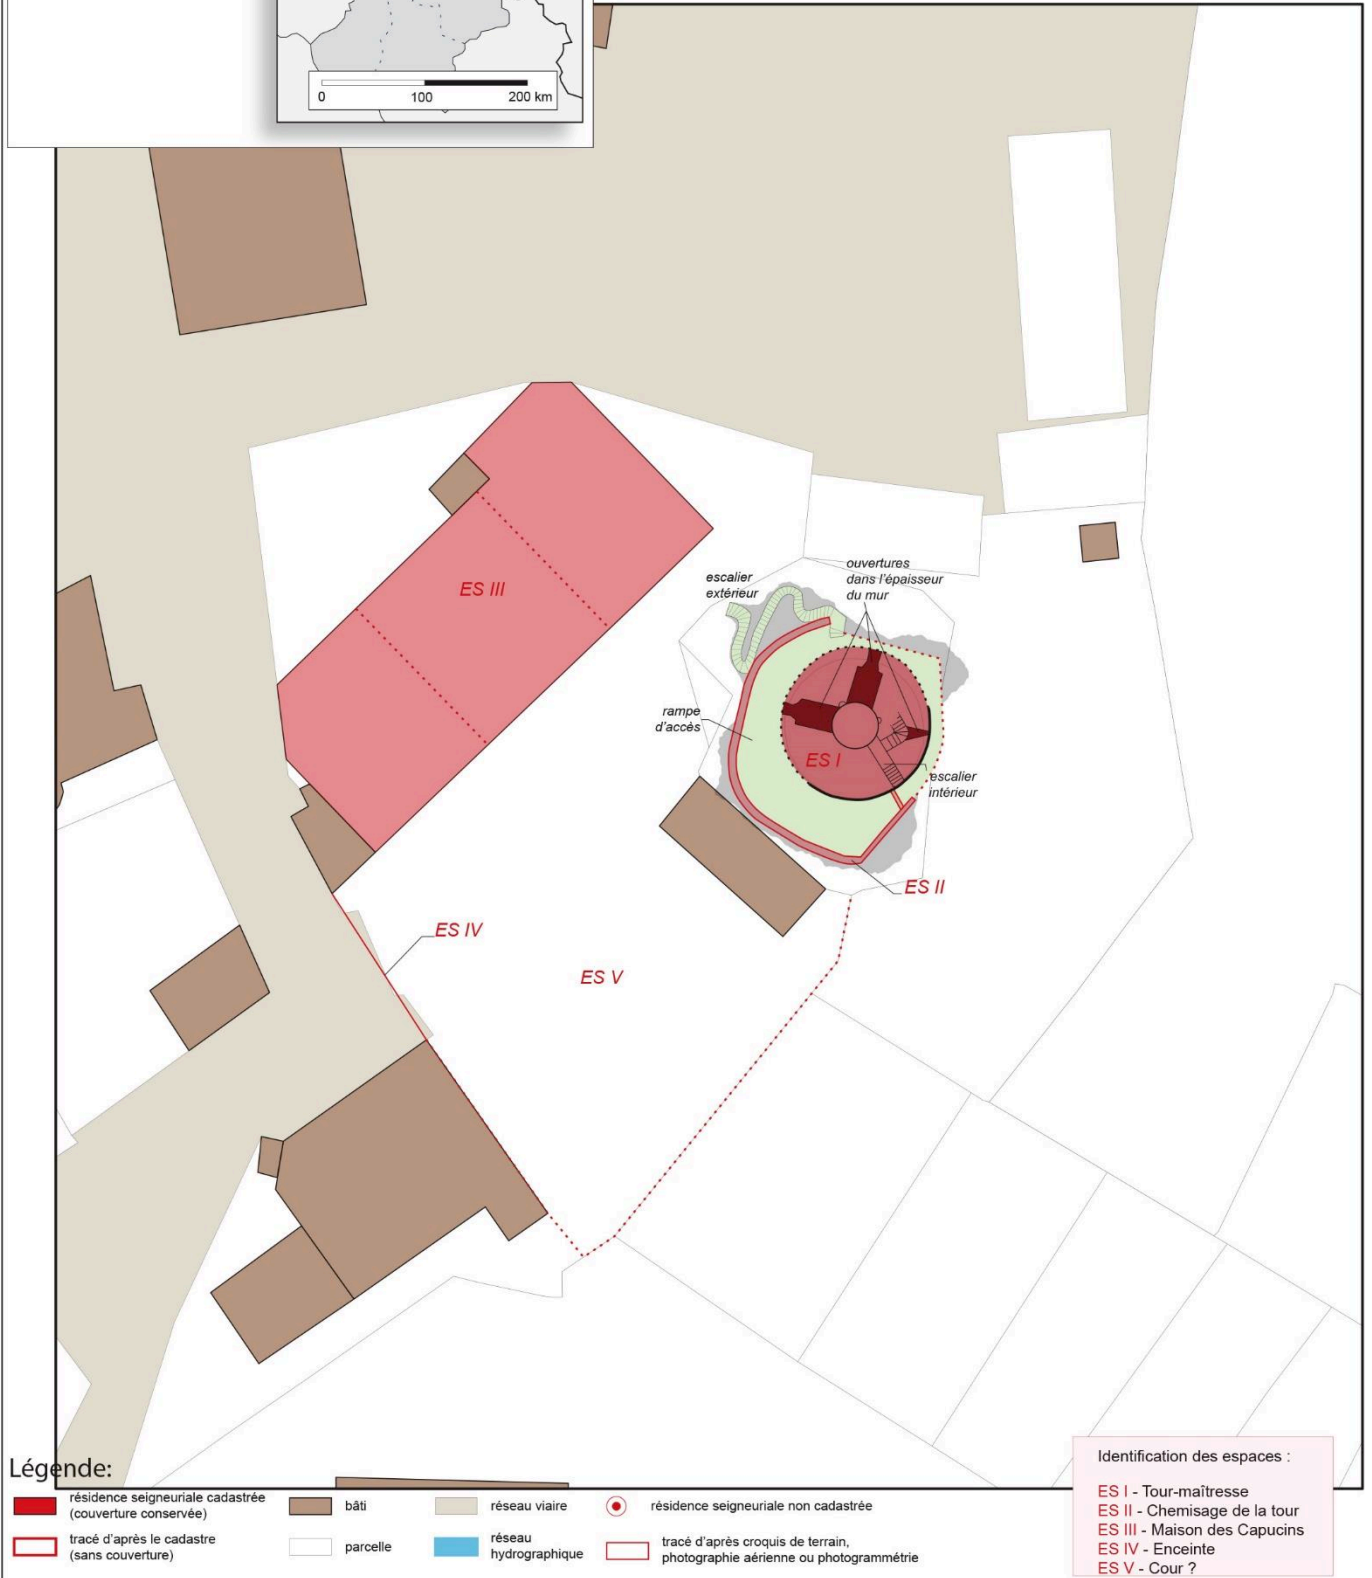 0 100 200 km
escalier
extérieur
ouvertures
dans l'épaisseur
du mur
ES III
rampe
d'accès
ES I
escalier
intérieur
ES II
ES IV
ES V
Légende:
résidence seigneuriale cadastrée
(couverture conservée)
bâti
réseau viaire
résidence seigneuriale non cadastrée
tracé d'après le cadastre
(sans couverture)
parcelle
réseau
hydrographique
tracé d'après croquis de terrain,
photographie aérienne ou photogrammétrie
Identification des espaces :
ES I - Tour-maîtresse
ES II - Chemisage de la tour
ES III - Maison des Capucins
ES IV - Enceinte
ES V - Cour ?